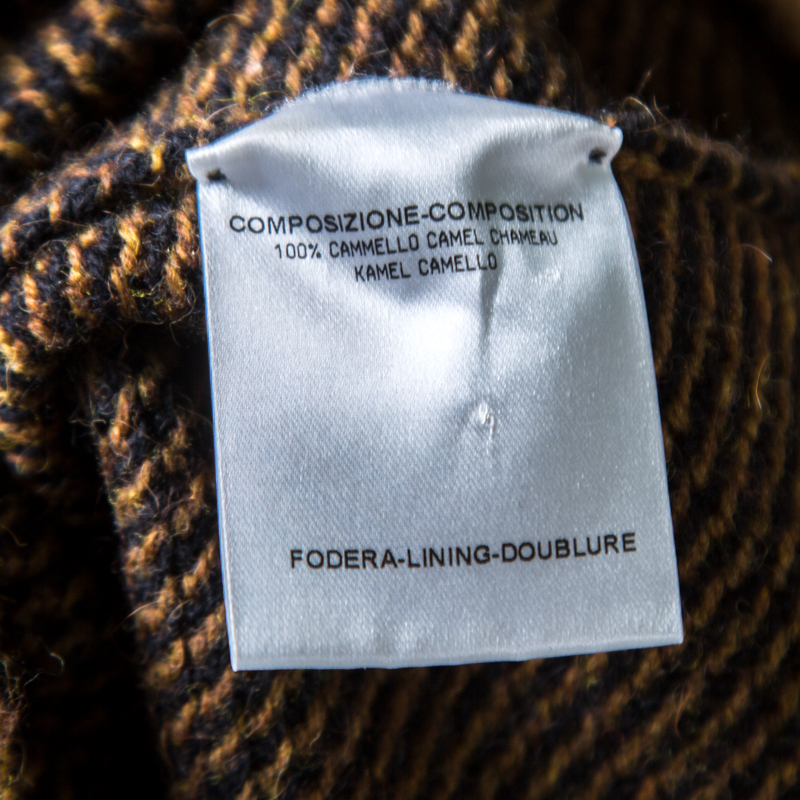 COMPOSIZIONE-COMPOSITION
100% CAMMELLO CAMEL CHAMEAU
KAMEL CAMELLO
FODERA-LINING-DOUBLURE